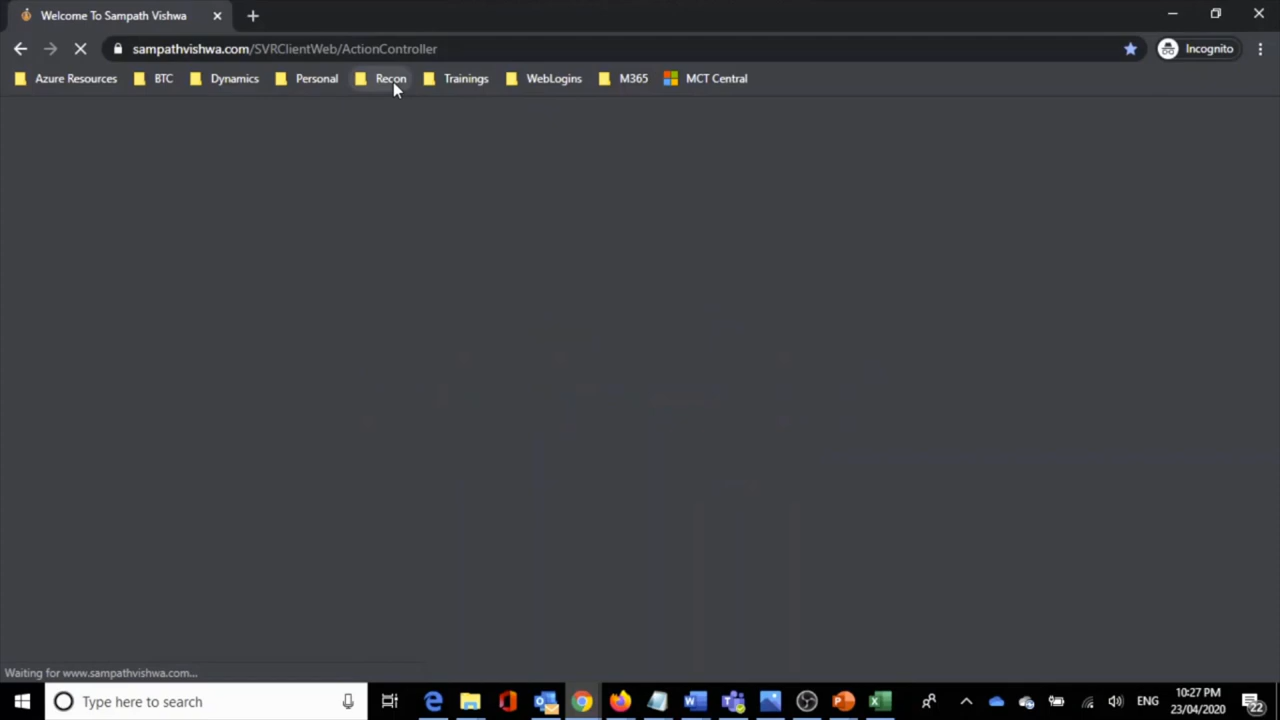 Welcome To Sampath Vishwa
sampathvishwa.com/SVRClientWeb/ActionController
Incognito
Azure Resources
BTC
Dynamics
Personal
Recon
Trainings
WebLogins
M365
MCT Central
Waiting for www.sampathvishwa.com...
Type here to search
ENG
10:27 PM
23/04/2020
22